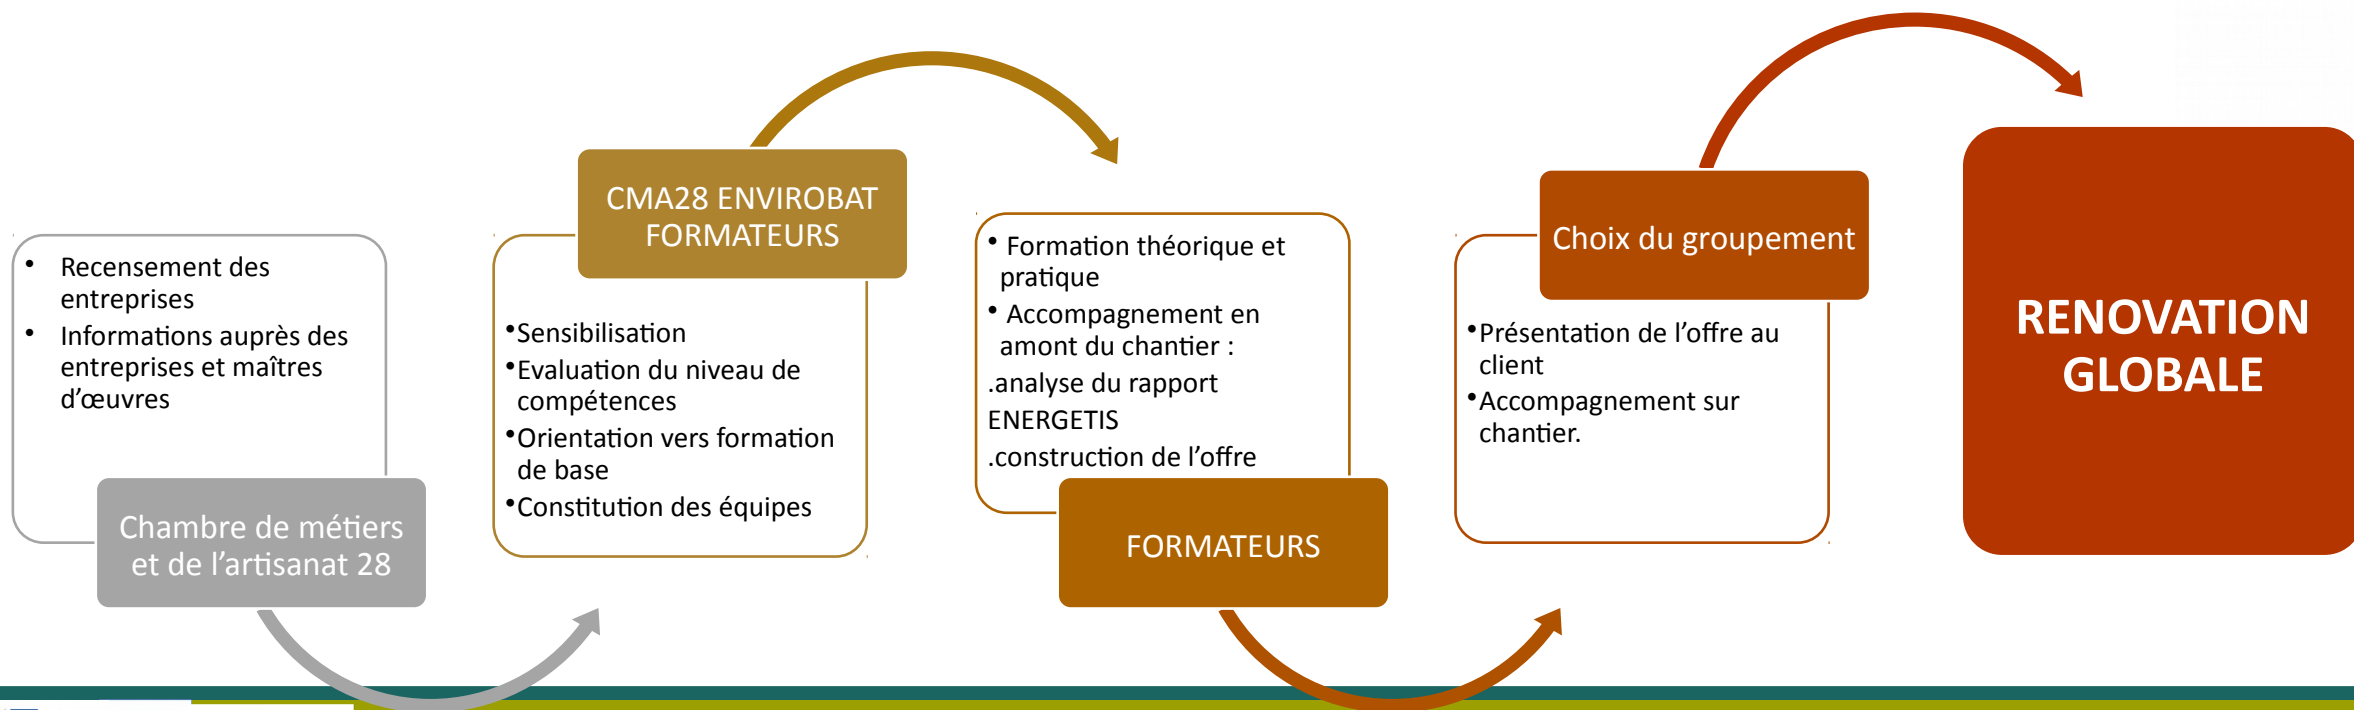 • Recensement des
entreprises
• Informations auprès des
entreprises et maîtres
d’œuvres
Chambre de métiers
et de l’artisanat 28
CMA28 ENVIROBAT
FORMATEURS
•Sensibilisation
•Evaluation du niveau de
compétences
•Orientation vers formation
de base
•Constitution des équipes
• Formation théorique et
pratique
• Accompagnement en
amont du chantier :
.analyse du rapport
ENERGETIS
.construction de l’offre
FORMATEURS
Choix du groupement
•Présentation de l’offre au
client
•Accompagnement sur
chantier.
RENOVATION
GLOBALE